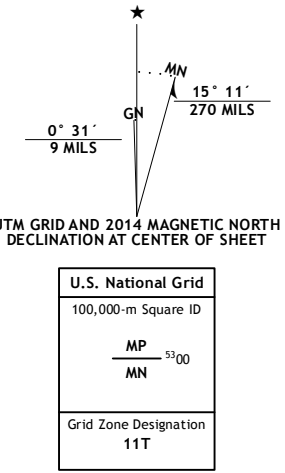 MN
GN
0° 31´
9 MILS
15° 11´
270 MILS
UTM GRID AND 2014 MAGNETIC NORTH
DECLINATION AT CENTER OF SHEET
U.S. National Grid
100,000-m Square ID
MP
5300
MN
Grid Zone Designation
11T